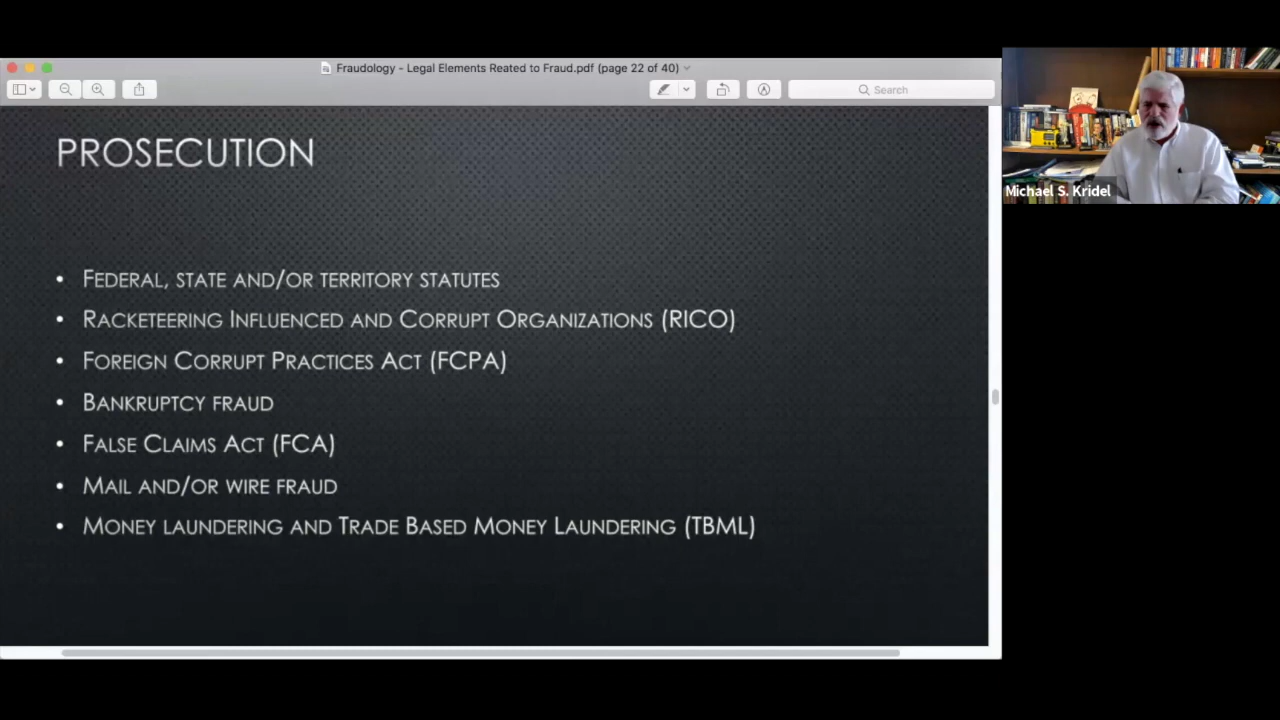 Fraudology - Legal Elements Reated to Fraud.pdf (page 22 of 40)
Search
PROSECUTION
• FEDERAL, STATE AND/OR TERRITORY STATUTES
• RACKETEERING INFLUENCED AND CORRUPT ORGANIZATIONS (RICO)
• FOREIGN CORRUPT PRACTICES ACT (FCPA)
• BANKRUPTCY FRAUD
• FALSE CLAIMS ACT (FCA)
• MAIL AND/OR WIRE FRAUD
• MONEY LAUNDERING AND TRADE BASED MONEY LAUNDERING (TBML)
Michael S. Kridel